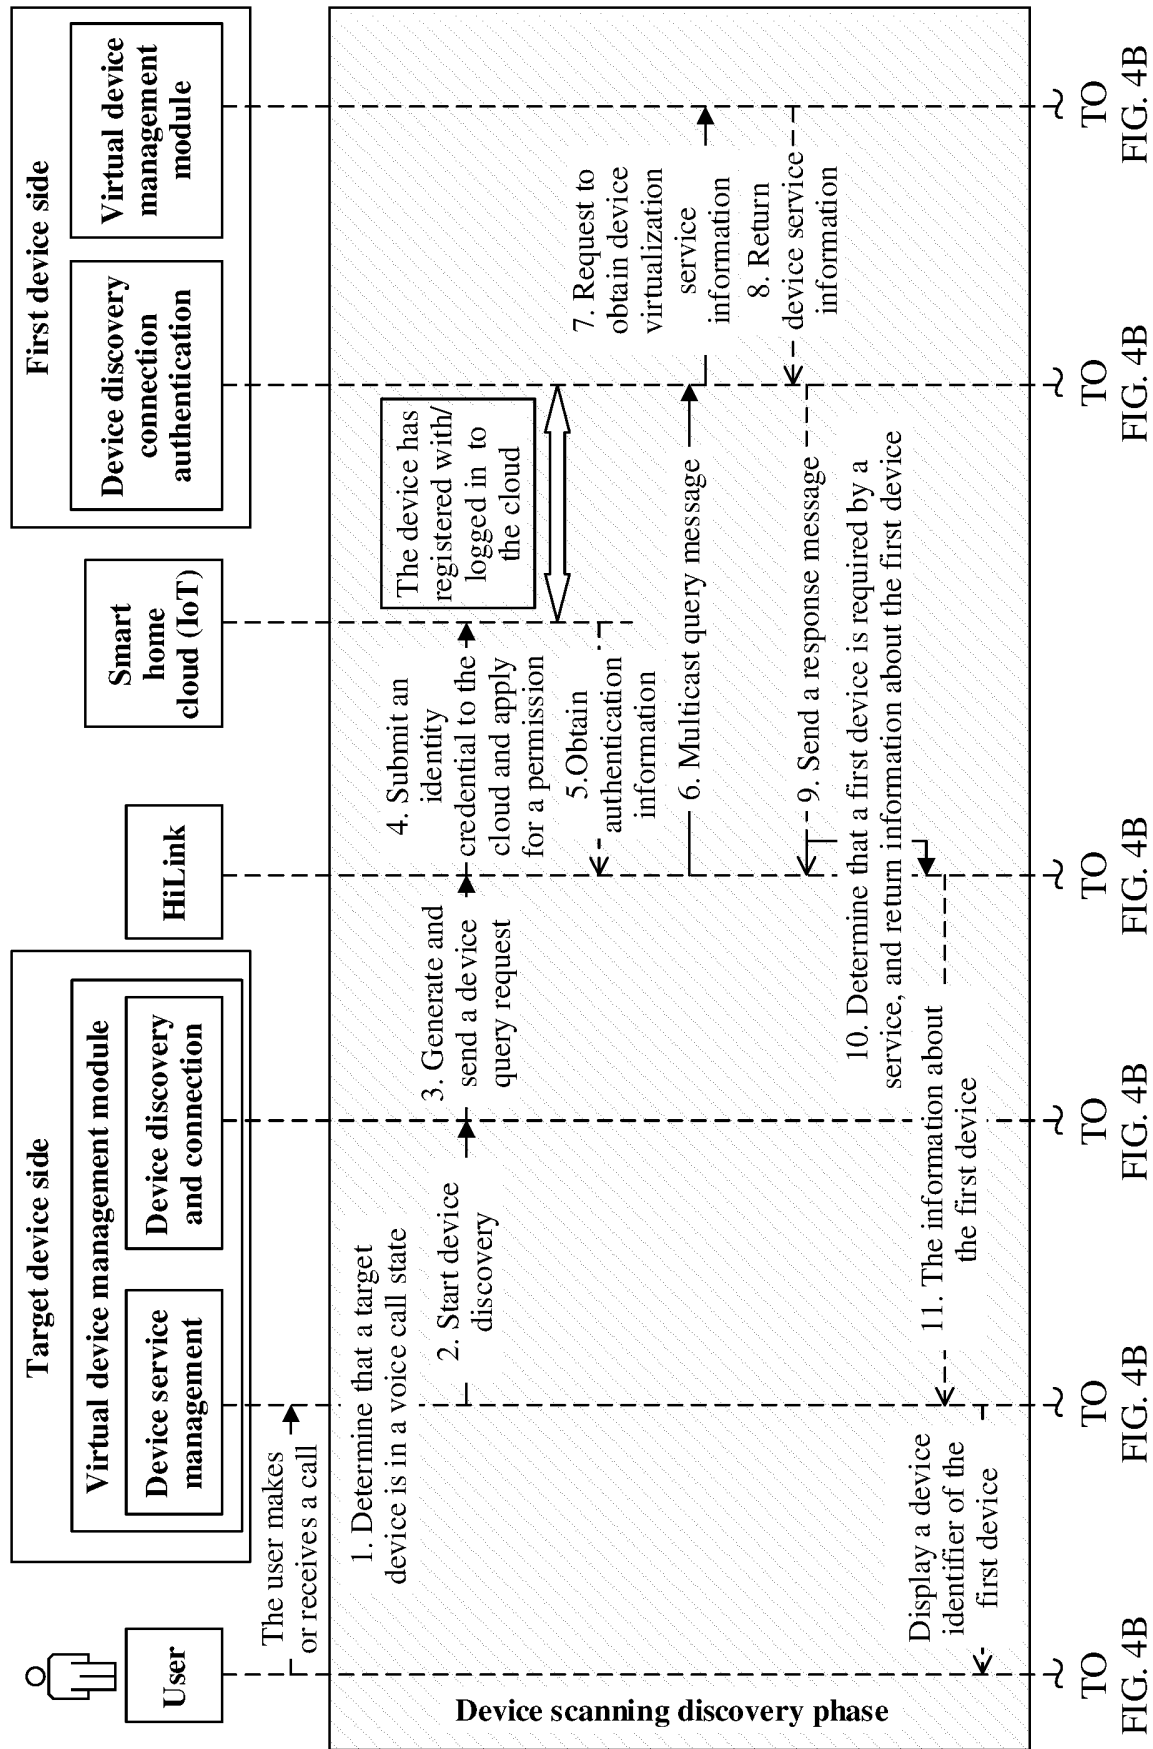 Target device side
First device side
Virtual device management module
User
Device service
management
Device discovery
and connection
HiLink
Smart
home
cloud (IoT)
Device discovery
connection
authentication
Virtual device
management
module
The user makes
or receives a call
1. Determine that a target
device is in a voice call state
2. Start device
discovery
3. Generate and
send a device
query request
4. Submit an
identity
credential to the
cloud and apply
for a permission
The device has
registered with/
logged in to
the cloud
5.Obtain
authentication
information
6. Multicast query message
7. Request to
obtain device
virtualization
service
information
8. Return
device service
information
9. Send a response message
10. Determine that a first device is required by a
service, and return information about the first device
11. The information about
the first device
Display a device
identifier of the
first device
Device scanning discovery phase
TO
FIG. 4B
TO
FIG. 4B
TO
FIG. 4B
TO
FIG. 4B
TO
FIG. 4B
TO
FIG. 4B